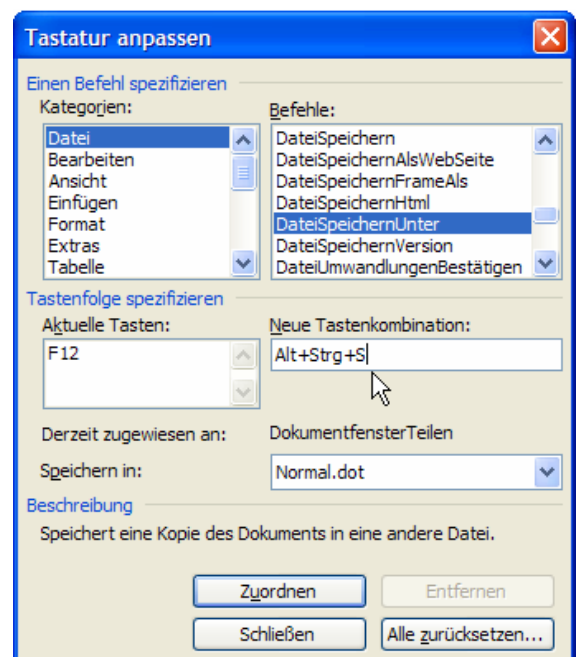 Tastatur anpassen
Einen Befehl spezifizieren
Kategorien:
Befehle:
Datei
Bearbeiten
Ansicht
Einfügen
Format
Extras
Tabelle
DateiSpeichern
DateiSpeichernAlsWebSeite
DateiSpeichernFrameAls
DateiSpeichernHtml
DateiSpeichernUnter
DateiSpeichernVersion
DateiUmwandlungenBestätigen
Tastenfolge spezifizieren
Aktuelle Tasten:
Neue Tastenkombination:
F12
Alt+Strg+S
Derzeit zugewiesen an:
DokumentfensterTeilen
Speichern in:
Normal.dot
Beschreibung
Speichert eine Kopie des Dokuments in eine andere Datei.
Zuordnen
Entfernen
Schließen
Alle zurücksetzen...